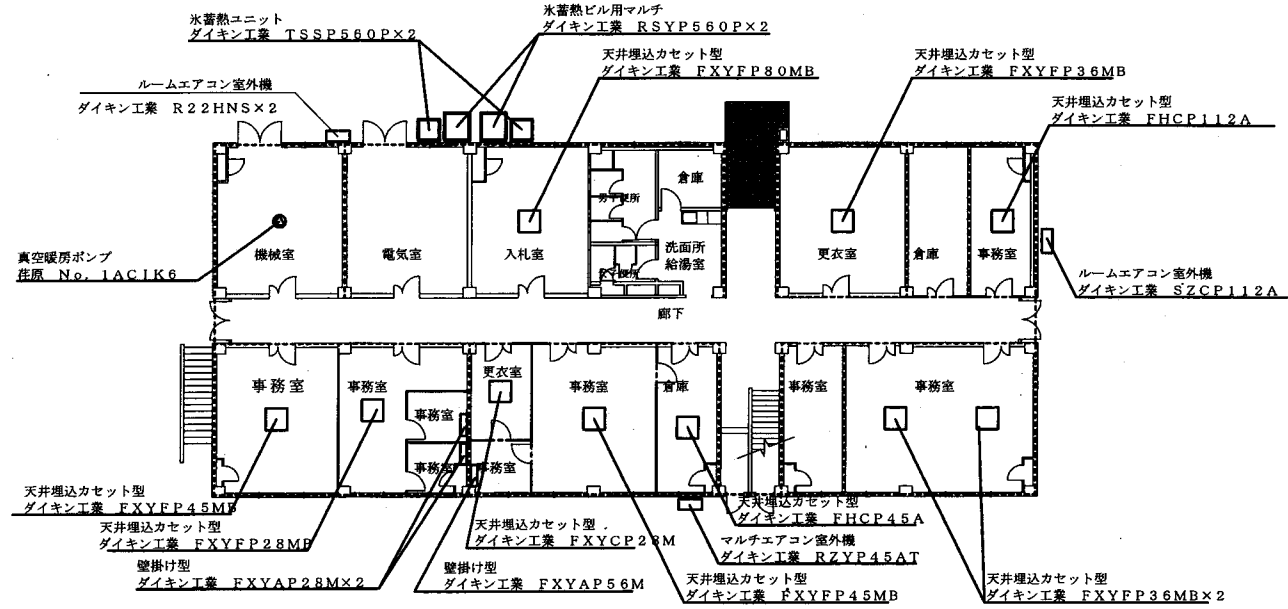 氷蓄熱ユニット
ダイキン工業 TSSP560P×2
氷蓄熱ビル用マルチ
ダイキン工業 RSYP560P×2
天井埋込カセット型
ダイキン工業 FXYFP80MB
天井埋込カセット型
ダイキン工業 FXYFP36MB
ルームエアコン室外機
ダイキン工業 R22HNS×2
天井埋込カセット型
ダイキン工業 FHCP112A
倉庫
男子便所
機械室
電気室
入札室
洗面所
給湯室
女子便所
更衣室
倉庫
事務室
真空暖房ポンプ
荏原 No. 1ACJK6
ルームエアコン室外機
ダイキン工業 SZCP112A
廊下
事務室
事務室
更衣室
事務室
倉庫
事務室
事務室
事務室
事務室
事務室
天井埋込カセット型
ダイキン工業 FXYFP45MB
天井埋込カセット型
ダイキン工業 FXYFP28MB
壁掛け型
ダイキン工業 FXYAP28M×2
天井埋込カセット型
ダイキン工業 FXYCP28M
壁掛け型
ダイキン工業 FXYAP56M
天井埋込カセット型
ダイキン工業 FHCP45A
マルチエアコン室外機
ダイキン工業 RZYP45AT
天井埋込カセット型
ダイキン工業 FXYFP45MB
天井埋込カセット型
ダイキン工業 FXYFP36MB×2